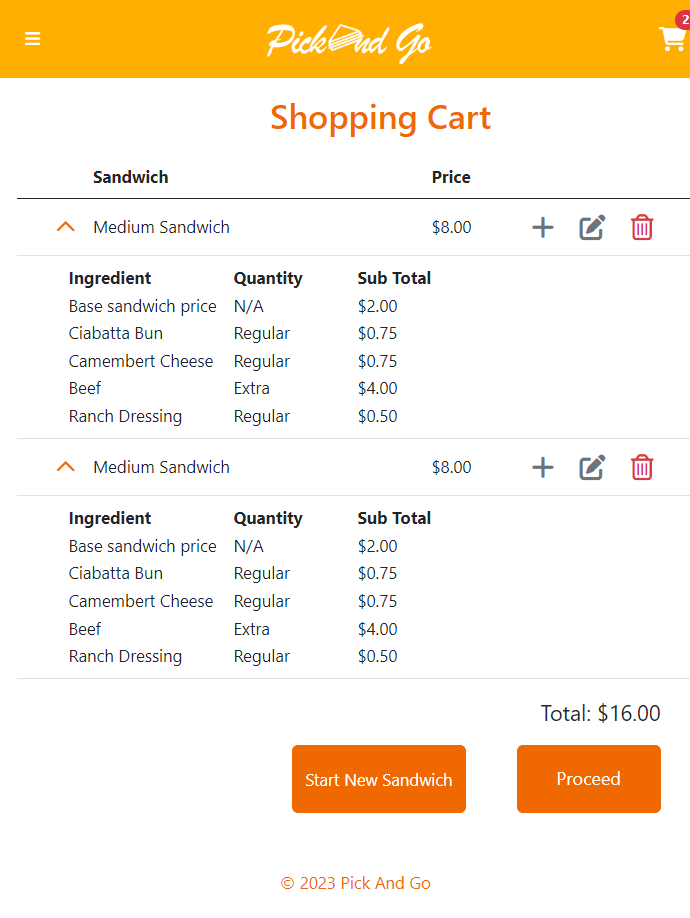 Pick And Go
2
Shopping Cart
Sandwich Price
Medium Sandwich $8.00
Ingredient Quantity Sub Total
Base sandwich price N/A $2.00
Ciabatta Bun Regular $0.75
Camembert Cheese Regular $0.75
Beef Extra $4.00
Ranch Dressing Regular $0.50
Medium Sandwich $8.00
Ingredient Quantity Sub Total
Base sandwich price N/A $2.00
Ciabatta Bun Regular $0.75
Camembert Cheese Regular $0.75
Beef Extra $4.00
Ranch Dressing Regular $0.50
Total: $16.00
Start New Sandwich Proceed
© 2023 Pick And Go